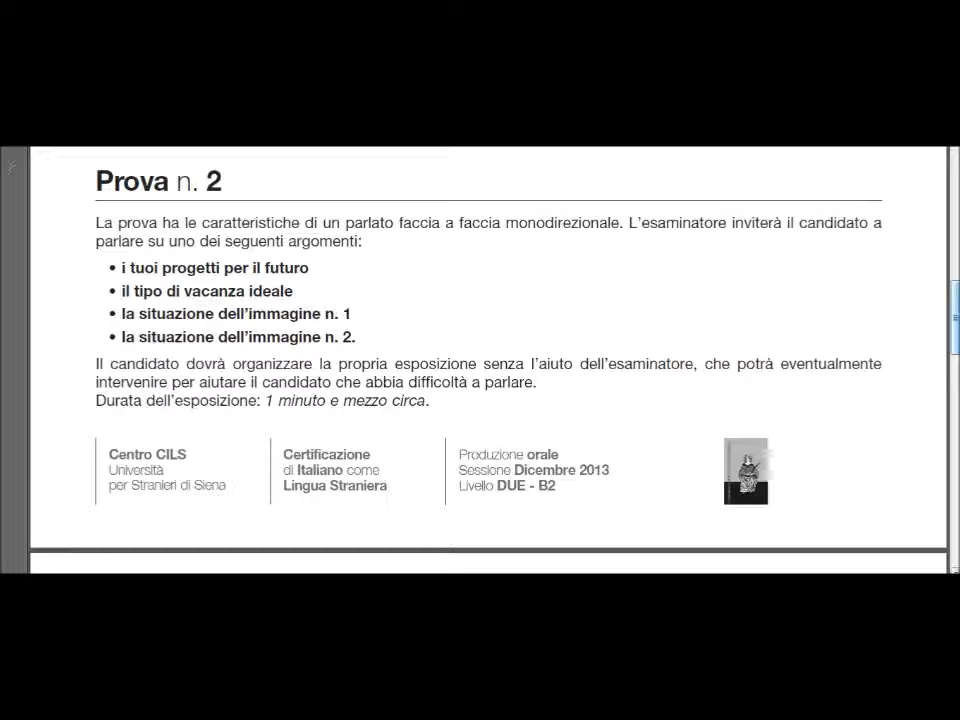 Prova n. 2
La prova ha le caratteristiche di un parlato faccia a faccia monodirezionale. L'esaminatore inviterà il candidato a
parlare su uno dei seguenti argomenti:
• i tuoi progetti per il futuro
• il tipo di vacanza ideale
• la situazione dell'immagine n. 1
• la situazione dell'immagine n. 2.
Il candidato dovrà organizzare la propria esposizione senza l'aiuto dell'esaminatore, che potrà eventualmente
intervenire per aiutare il candidato che abbia difficoltà a parlare.
Durata dell'esposizione: 1 minuto e mezzo circa.
Centro CILS
Università
per Stranieri di Siena
Certificazione
di Italiano come
Lingua Straniera
Produzione orale
Sessione Dicembre 2013
Livello DUE - B2